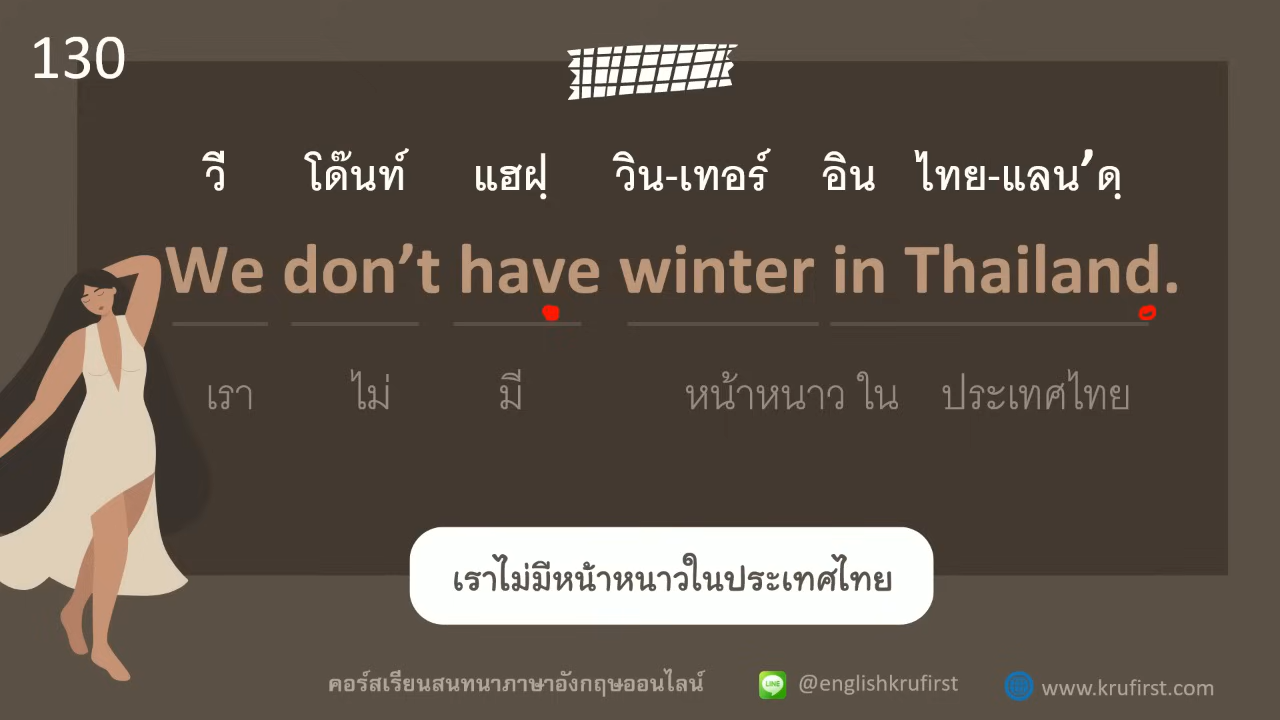 130
วี โด๊นท์ แฮฝฺ วิน-เทอร์ อิน ไทย-แลน’ดฺ
We don’t have winter in Thailand.
เรา ไม่ มี หน้าหนาว ใน ประเทศไทย
เราไม่มีหน้าหนาวในประเทศไทย
คอร์สเรียนสนทนาภาษาอังกฤษออนไลน์ LINE @englishkrufirst www.krufirst.com